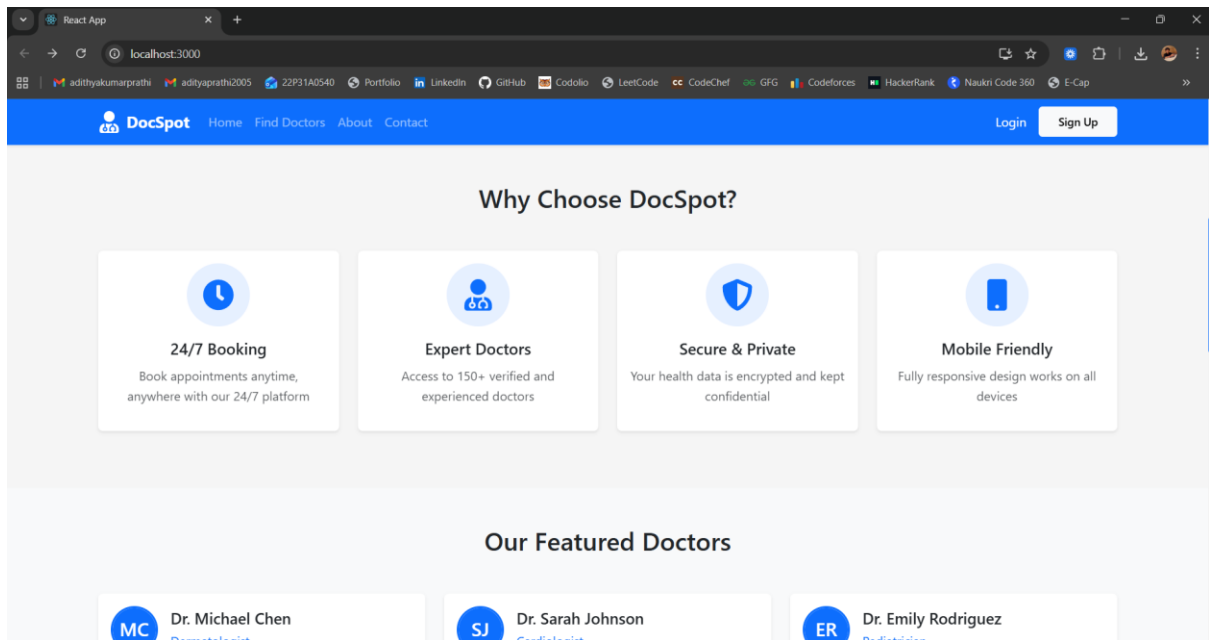 React App
localhost:3000
adithyakumarprathi adityaprathi2005 22P31A0540 Portfolio LinkedIn GitHub Codolio LeetCode CodeChef GFG Codeforces HackerRank Naukri Code 360 E-Cap
DocSpot Home Find Doctors About Contact Login Sign Up
Why Choose DocSpot?
24/7 Booking
Book appointments anytime,
anywhere with our 24/7 platform
Expert Doctors
Access to 150+ verified and
experienced doctors
Secure & Private
Your health data is encrypted and kept
confidential
Mobile Friendly
Fully responsive design works on all
devices
Our Featured Doctors
MC
Dr. Michael Chen
Dermatologist
SJ
Dr. Sarah Johnson
Cardiologist
ER
Dr. Emily Rodriguez
Pediatrician